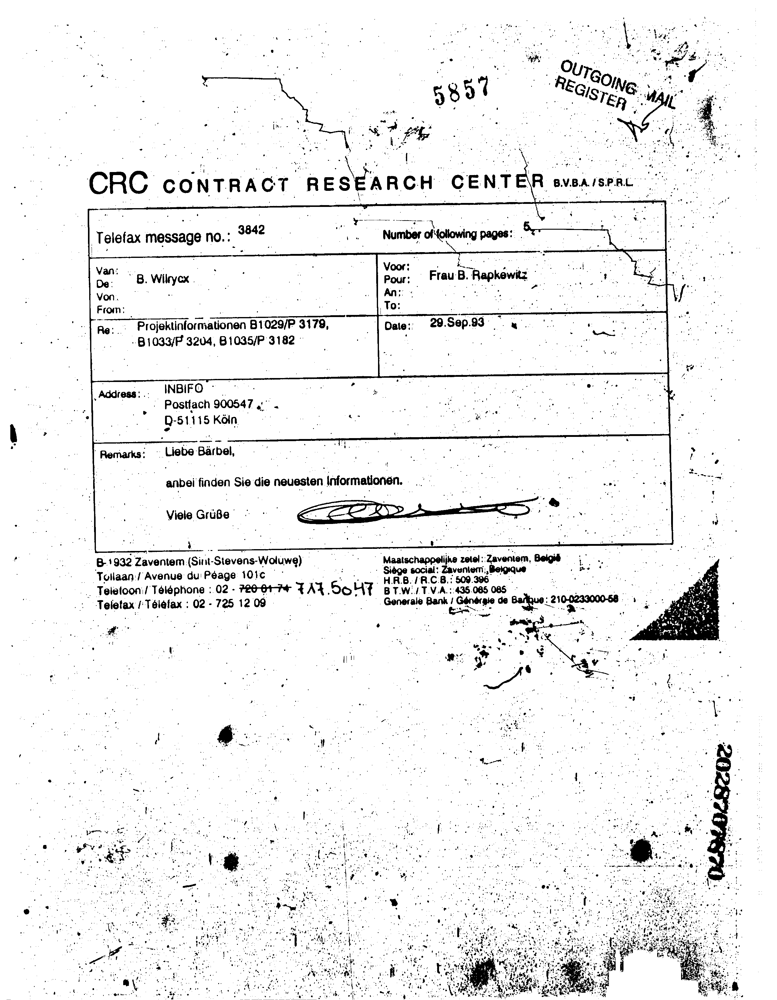 5857
OUTGOING MAIL
REGISTER
CRC CONTRACT RESEARCH CENTER B.V.B.A. / S.P.R.L.
Telefax message no.: 3842
Number of following pages: 5
Van:
De:
Von:
From:
B. Wilrycx
Voor:
Pour:
An:
To:
Frau B. Rapkewitz
Re: Projektinformationen B1029/P 3179,
B1033/P 3204, B1035/P 3182
Date: 29.Sep.93
Address: INBIFO
Postfach 900547
D-51115 Köln
Remarks: Liebe Bärbel,
anbei finden Sie die neuesten Informationen.
Viele Grüße
B-1932 Zaventem (Sint-Stevens-Woluwe)
Tollaan / Avenue du Péage 101c
Telefoon / Téléphone : 02 - 720 01 74 717.5047
Telefax / Téléfax : 02 - 725 12 09
Maatschappelijke zetel: Zaventem, België
Siège social: Zaventem, Belgique
H.R.B. / R.C.B.: 509.396
B T.W. / T V.A.: 435 085 085
Generale Bank / Générale de Banque: 210-0233000-58